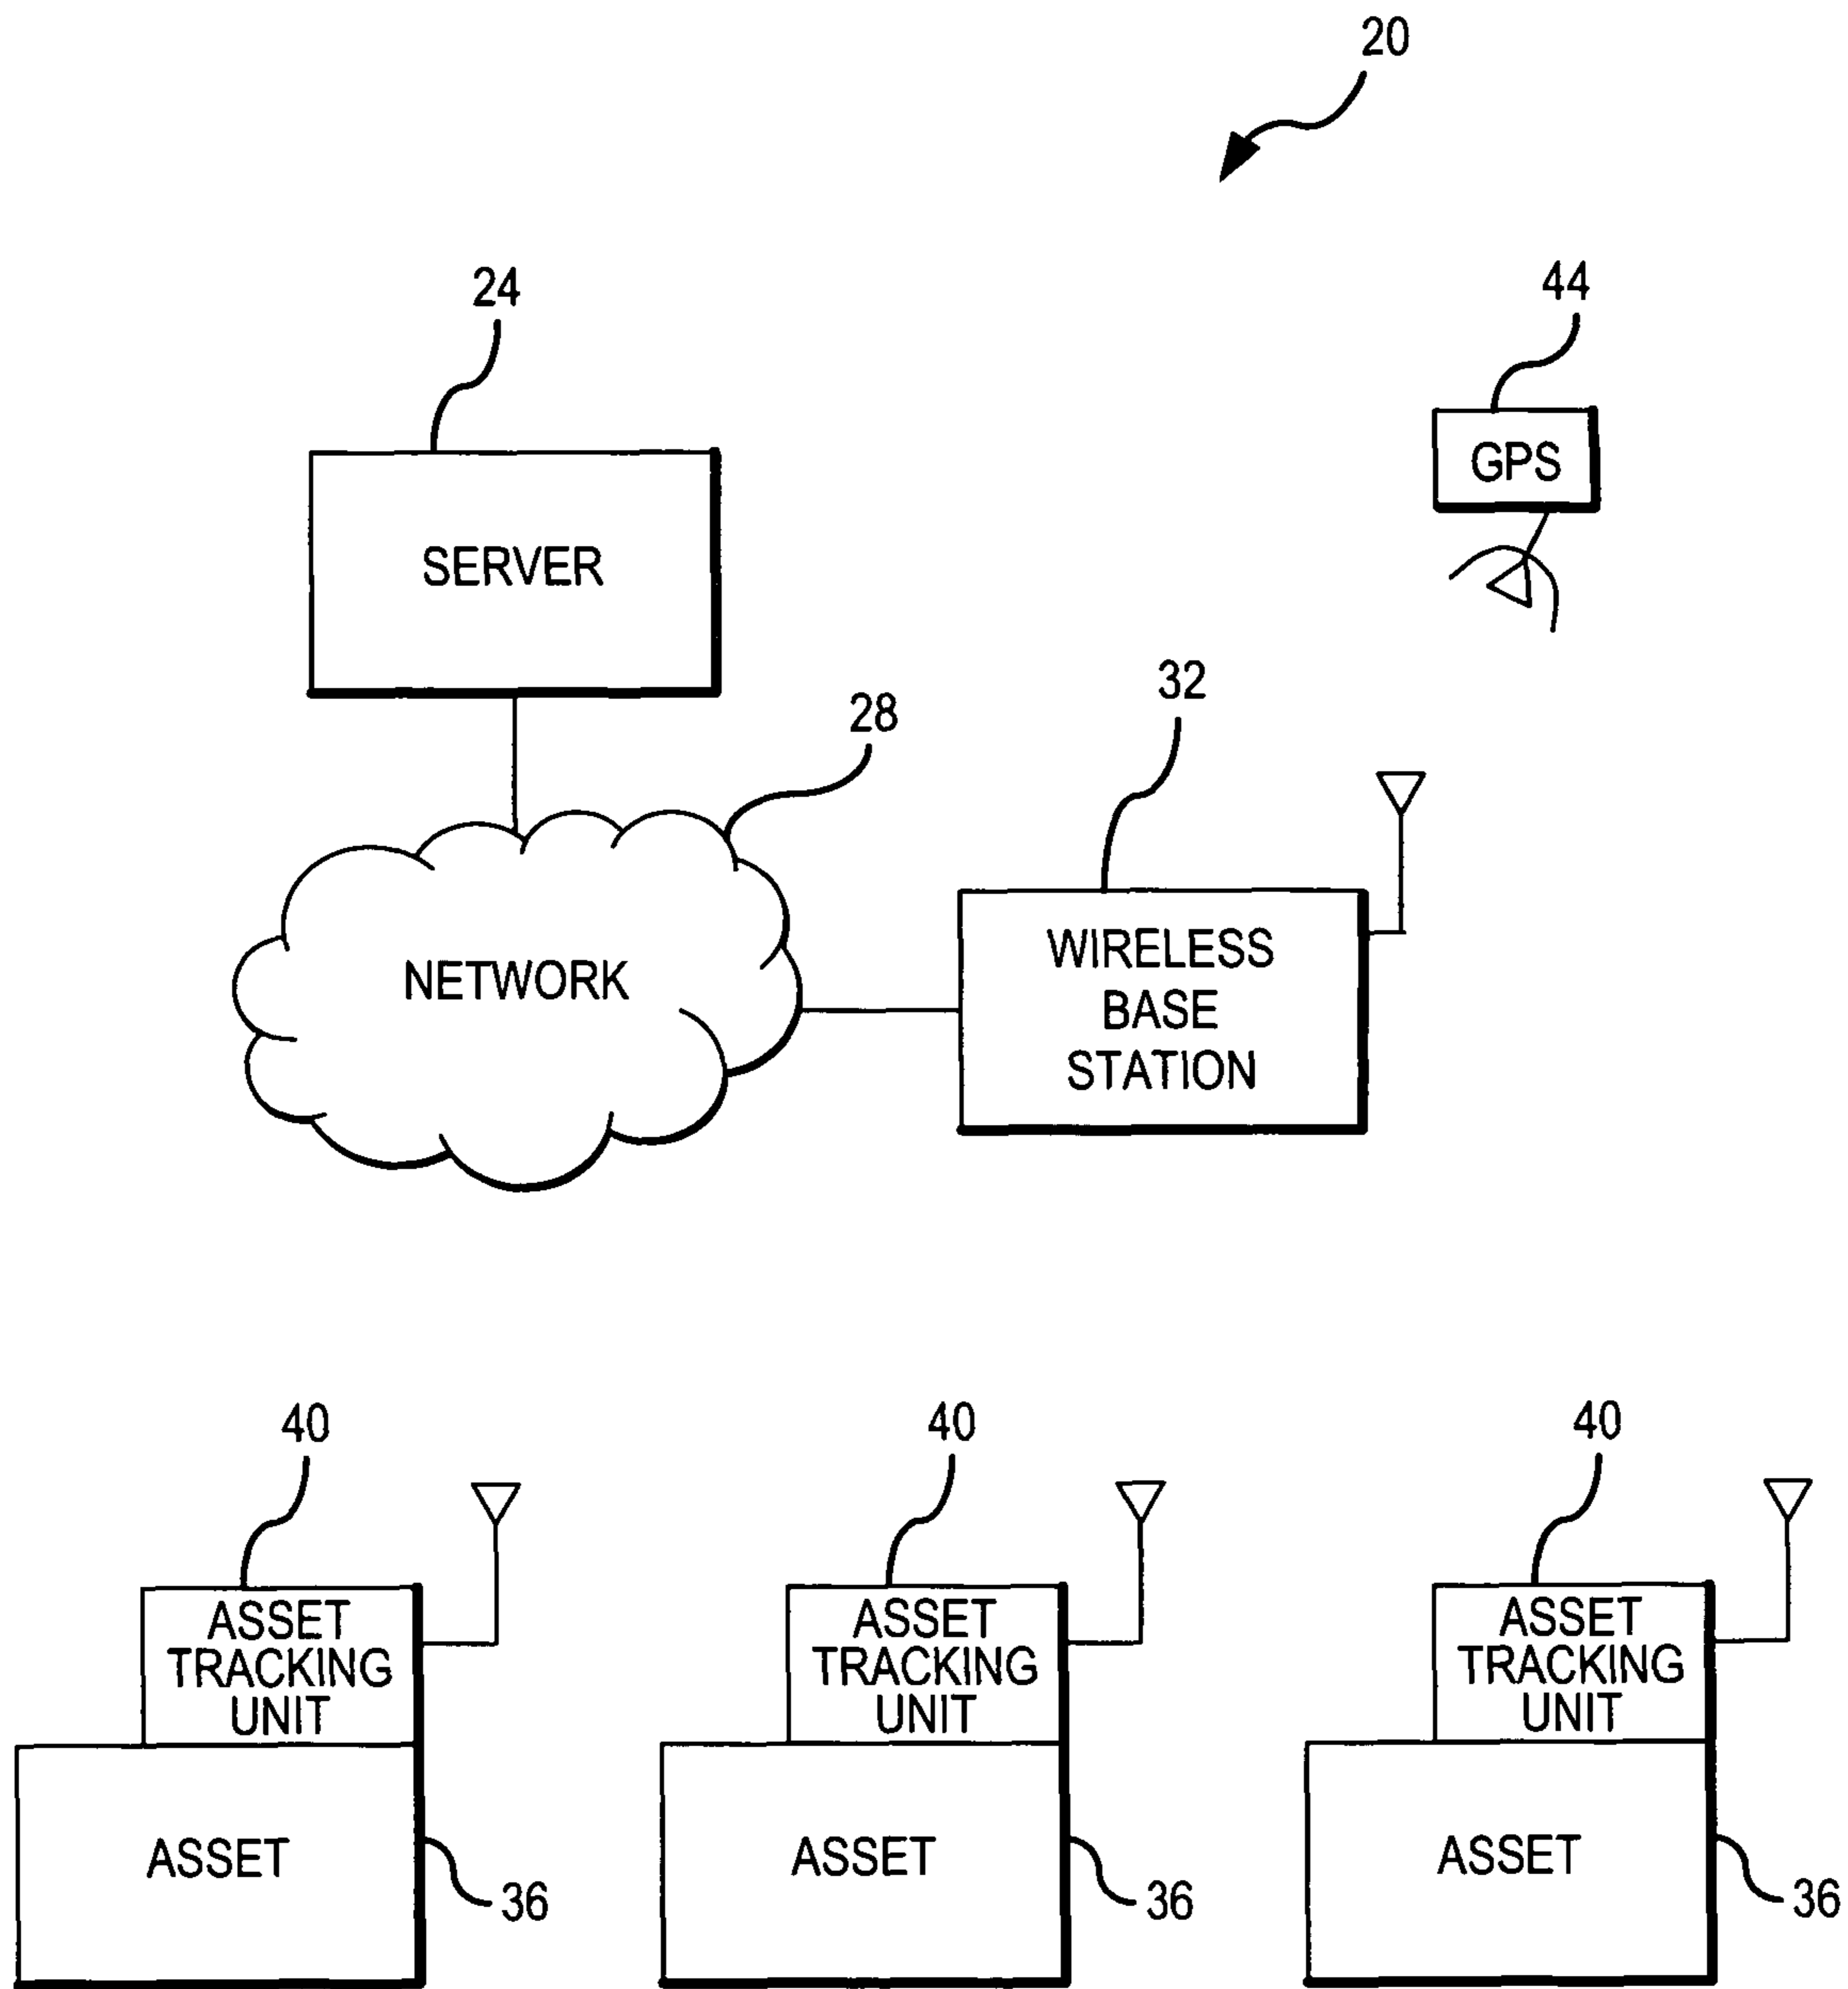 20
24
44
GPS
SERVER
32
28
WIRELESS
BASE
STATION
NETWORK
40
40
40
ASSET
TRACKING
UNIT
ASSET
TRACKING
UNIT
ASSET
TRACKING
UNIT
ASSET
36
ASSET
36
ASSET
36